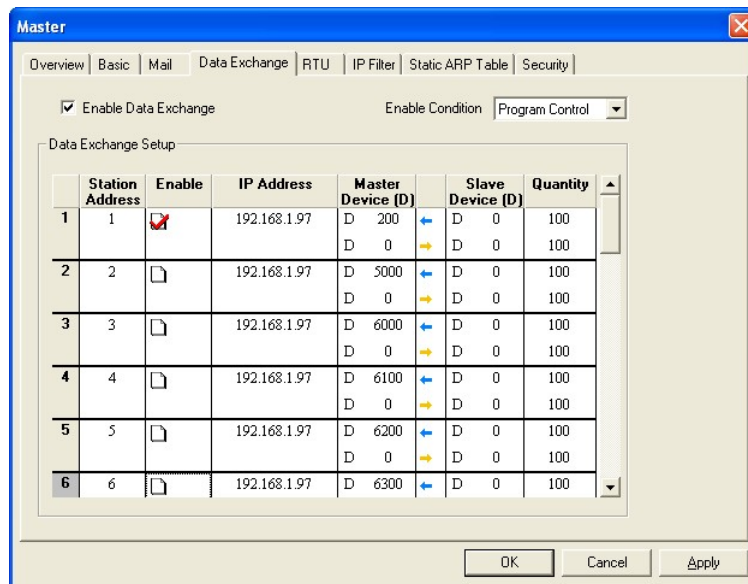 Master
Overview Basic Mail Data Exchange RTU IP Filter Static ARP Table Security
Enable Data Exchange Enable Condition Program Control
Data Exchange Setup
Station Address Enable IP Address Master Device (D) Slave Device (D) Quantity
1 1 192.168.1.97 D 200 D 0 100
D 0 D 0 100
2 2 192.168.1.97 D 5000 D 0 100
D 0 D 0 100
3 3 192.168.1.97 D 6000 D 0 100
D 0 D 0 100
4 4 192.168.1.97 D 6100 D 0 100
D 0 D 0 100
5 5 192.168.1.97 D 6200 D 0 100
D 0 D 0 100
6 6 192.168.1.97 D 6300 D 0 100
OK Cancel Apply